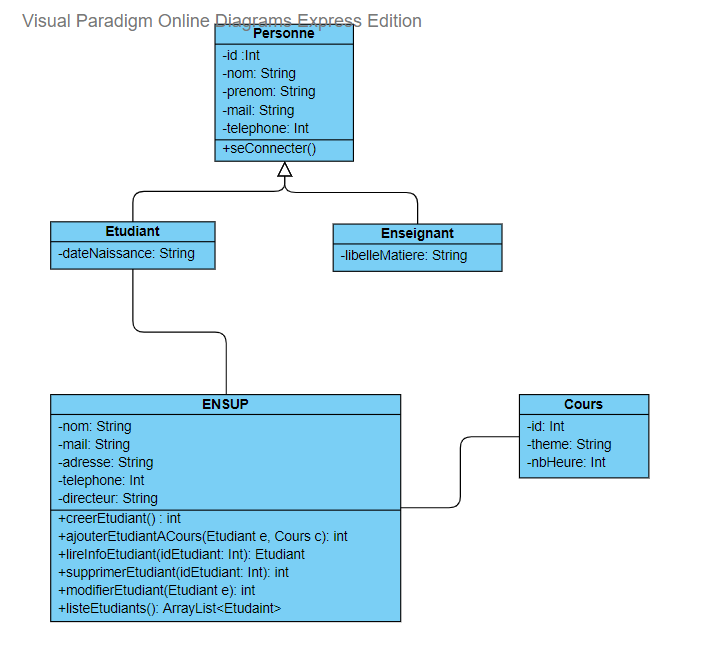 Visual Paradigm Online Diagrams Express Edition
Personne
-id :Int
-nom: String
-prenom: String
-mail: String
-telephone: Int
+seConnecter()
Etudiant
-dateNaissance: String
Enseignant
-libelleMatiere: String
ENSUP
-nom: String
-mail: String
-adresse: String
-telephone: Int
-directeur: String
+creerEtudiant() : int
+ajouterEtudiantACours(Etudiant e, Cours c): int
+lireInfoEtudiant(idEtudiant: Int): Etudiant
+supprimerEtudiant(idEtudiant: Int): int
+modifierEtudiant(Etudiant e): int
+listeEtudiants(): ArrayList<Etudaint>
Cours
-id: Int
-theme: String
-nbHeure: Int